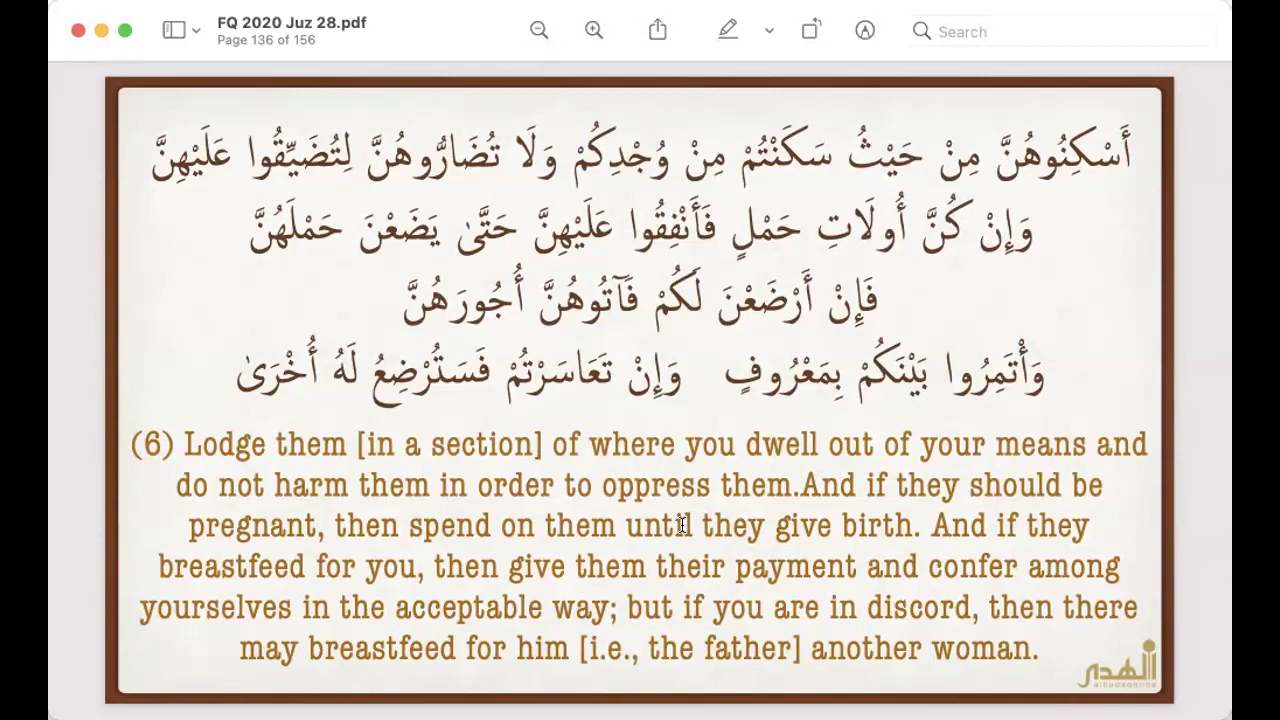 FQ 2020 Juz 28.pdf
Page 136 of 156
Search
أَسْكِنُوهُنَّ مِنْ حَيْثُ سَكَنْتُمْ مِنْ وُجْدِكُمْ وَلَا تُضَارُّوهُنَّ لِتُضَيِّقُوا عَلَيْهِنَّ
وَإِنْ كُنَّ أُولَاتِ حَمْلٍ فَأَنْفِقُوا عَلَيْهِنَّ حَتَّىٰ يَضَعْنَ حَمْلَهُنَّ
فَإِنْ أَرْضَعْنَ لَكُمْ فَآتُوهُنَّ أُجُورَهُنَّ
وَأْتَمِرُوا بَيْنَكُمْ بِمَعْرُوفٍ وَإِنْ تَعَاسَرْتُمْ فَسَتُرْضِعُ لَهُ أُخْرَىٰ
(6) Lodge them [in a section] of where you dwell out of your means and
do not harm them in order to oppress them.And if they should be
pregnant, then spend on them until they give birth. And if they
breastfeed for you, then give them their payment and confer among
yourselves in the acceptable way; but if you are in discord, then there
may breastfeed for him [i.e., the father] another woman.
الهدى
alhudaonline